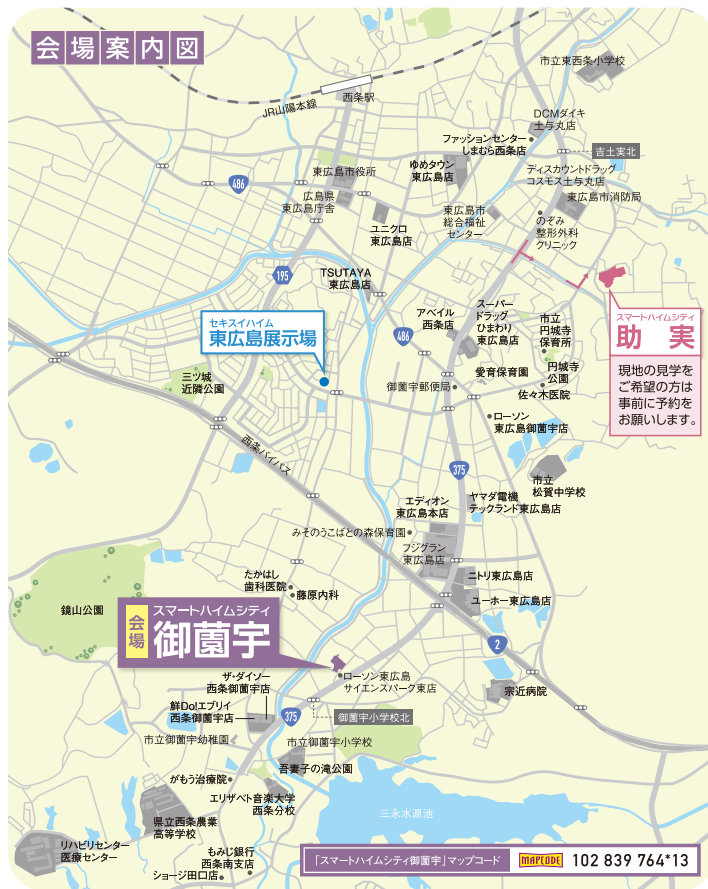 会場案内図
市立東西条小学校
JR山陽本線
西条駅
DCMダイキ
土与丸店
ファッションセンター
しまむら西条店
吉土実北
ゆめタウン
東広島店
ディスカウントドラッグ
コスモス土与丸店
東広島市役所
486
広島県
東広島庁舎
東広島市消防局
東広島市
総合福祉
センター
のぞみ
整形外科
クリニック
ユニクロ
東広島店
195
TSUTAYA
東広島店
スマートハイムシティ
助実
現地の見学を
ご希望の方は
事前に予約を
お願いします。
セキスイハイム
東広島展示場
アベイル
西条店
486
スーパー
ドラッグ
ひまわり
東広島店
市立
円城寺
保育所
円城寺
公園
愛育保育園
三ツ城
近隣公園
御薗宇郵便局
佐々木医院
ローソン
東広島御薗宇店
西条バイパス
375
市立
松賀中学校
エディオン
東広島本店
ヤマダ電機
テックランド東広島店
みそのうこばとの森保育園
フジグラン
東広島店
たかはし
歯科医院
藤原内科
ニトリ東広島店
ユーホー東広島店
鏡山公園
会場
スマートハイムシティ
御薗宇
2
ローソン東広島
サイエンスパーク東店
ザ・ダイソー
西条御薗宇店
宗近病院
鮮Do!エブリイ
西条御薗宇店
375
御薗宇小学校北
市立御薗宇幼稚園
市立御薗宇小学校
吾妻子の滝公園
がもう治療院
エリザベト音楽大学
西条分校
三永水源池
県立西条農業
高等学校
リハビリセンター
医療センター
もみじ銀行
西条南支店
ショージ田口店
「スマートハイムシティ御薗宇」マップコード
MAPCODE
102 839 764*13